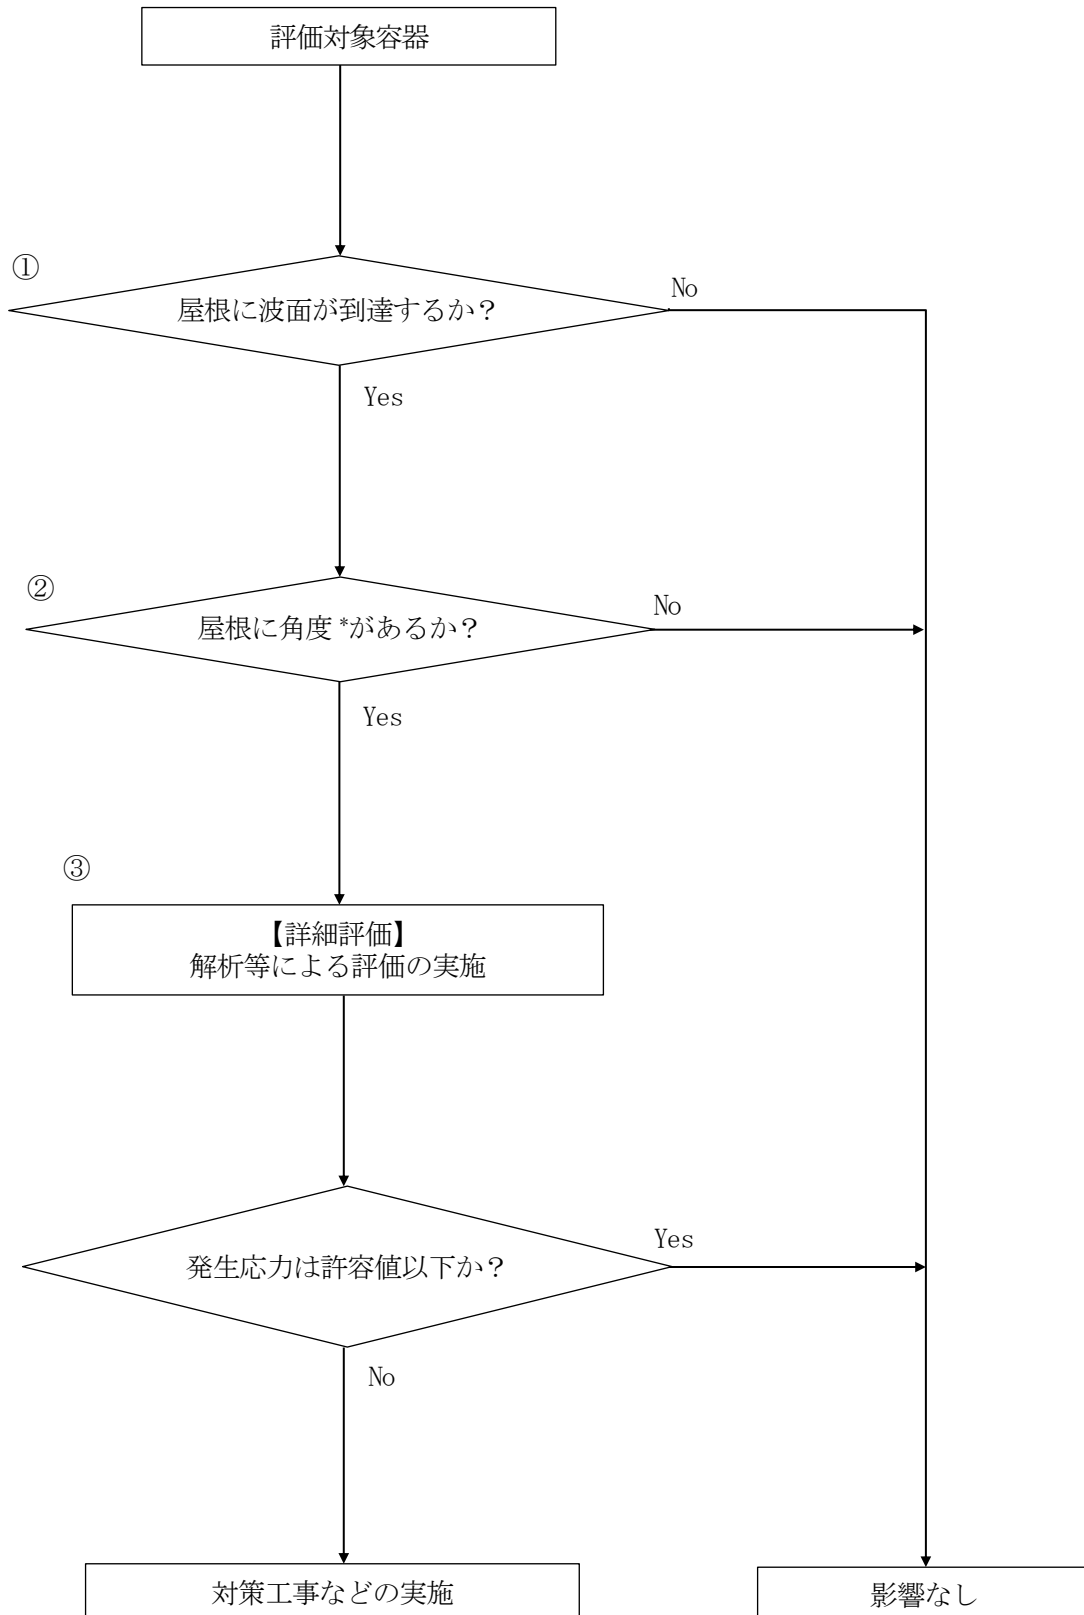 評価対象容器
①
屋根に波面が到達するか？
No
Yes
②
屋根に角度*があるか？
No
Yes
③
【詳細評価】
解析等による評価の実施
発生応力は許容値以下か？
Yes
No
対策工事などの実施
影響なし